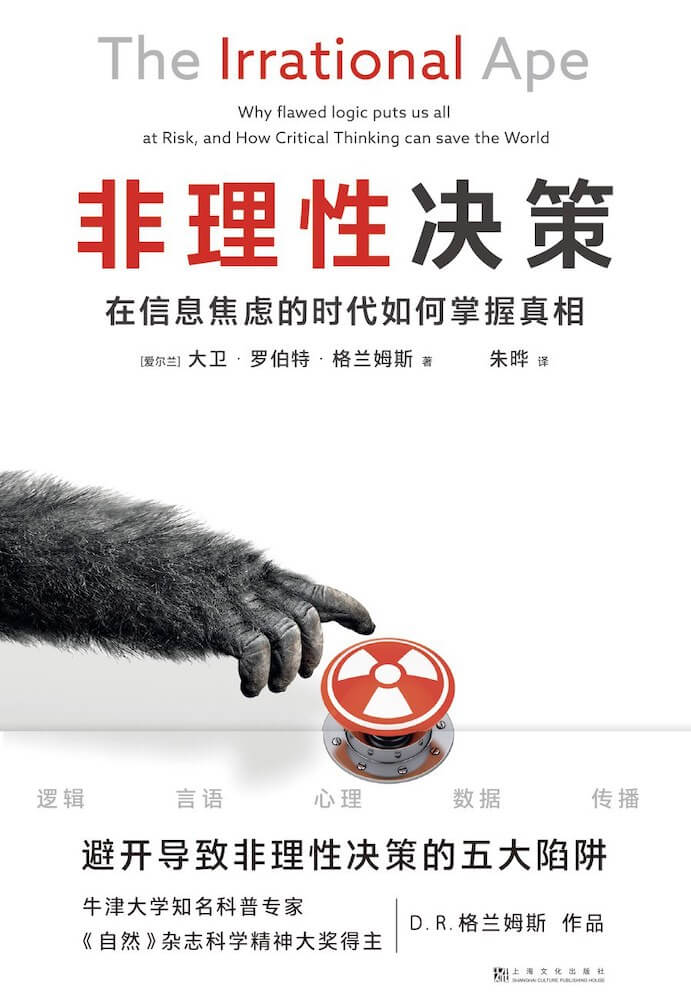 The Irrational Ape
Why flawed logic puts us all
at Risk, and How Critical Thinking can save the World
非理性决策
在信息焦虑的时代如何掌握真相
[爱尔兰] 大卫 · 罗伯特 · 格兰姆斯 著 朱晔 译
逻辑 言语 心理 数据 传播
避开导致非理性决策的五大陷阱
牛津大学知名科普专家
《自然》杂志科学精神大奖得主
D. R. 格兰姆斯 作品
上海文化出版社
SHANGHAI CULTURE PUBLISHING HOUSE